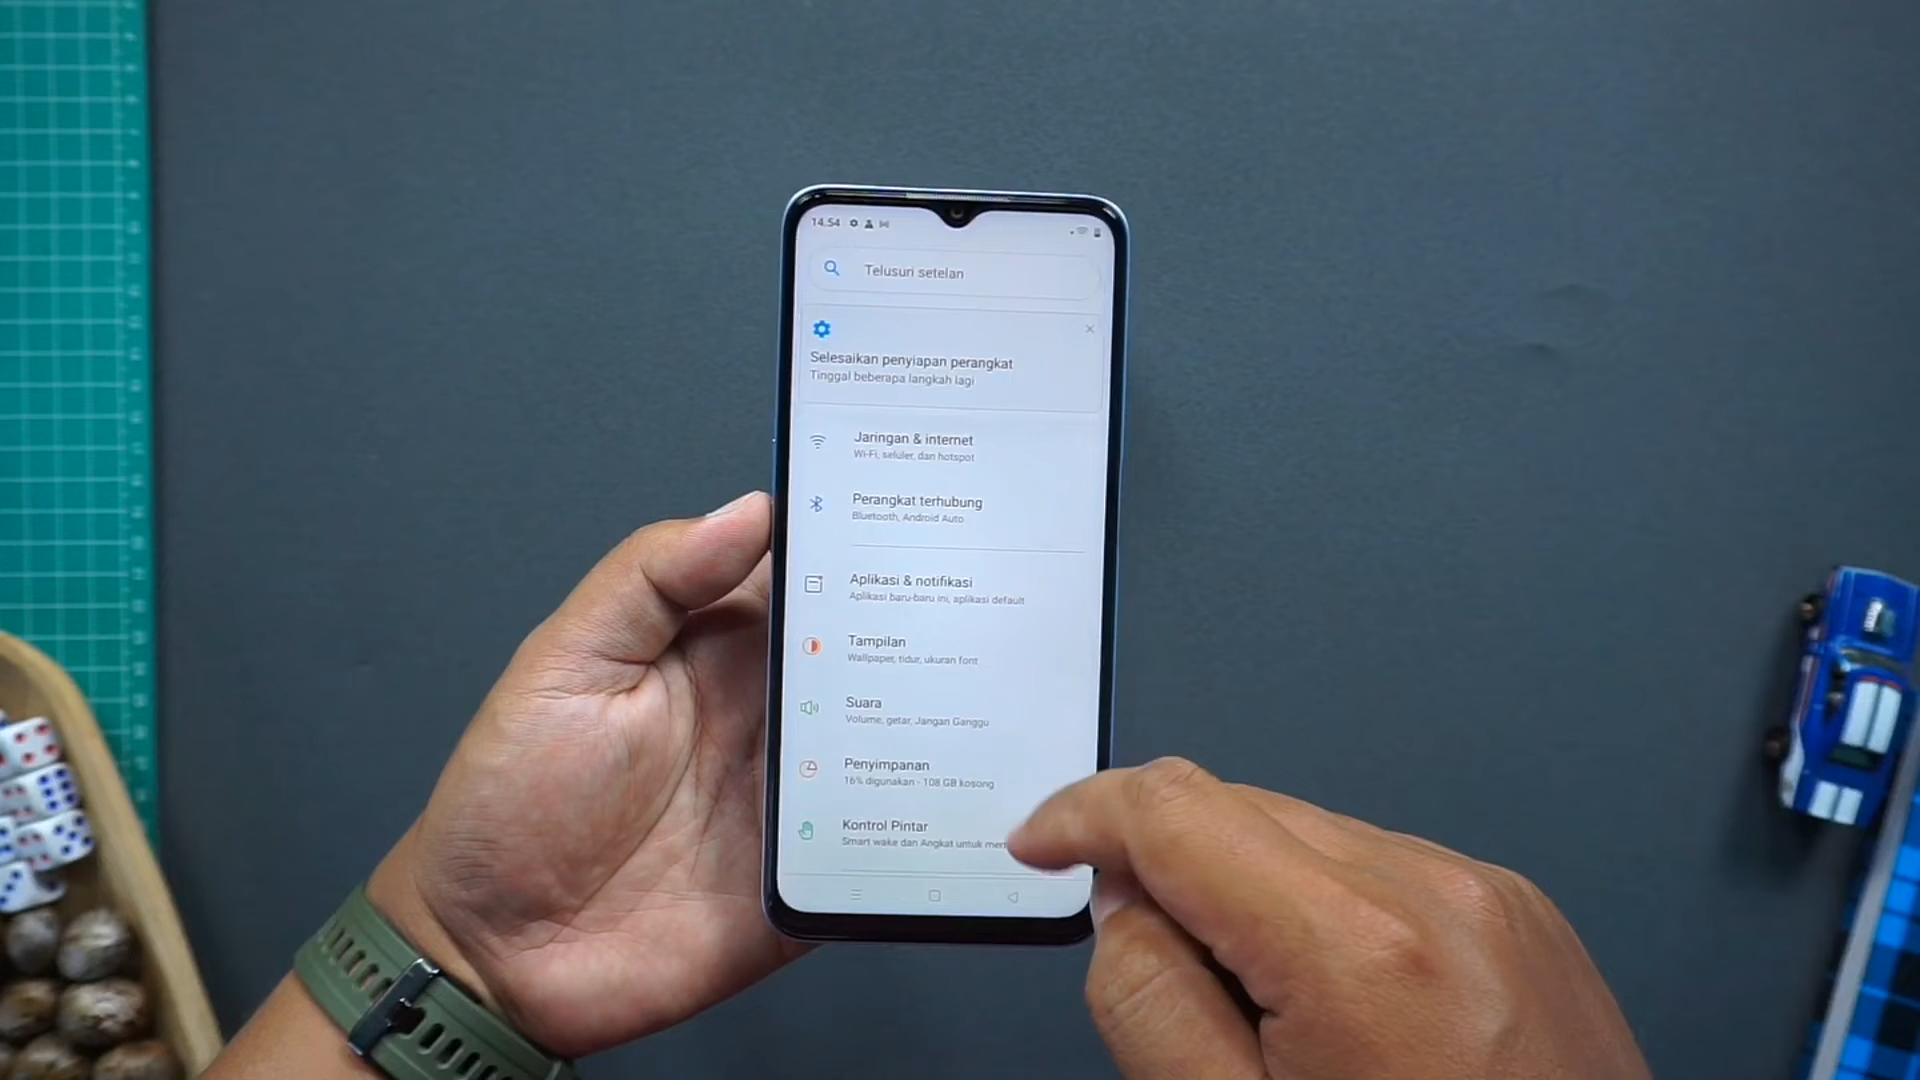 14.54
Telusuri setelan
Selesaikan penyiapan perangkat
Tinggal beberapa langkah lagi
Jaringan & internet
Wi-Fi, seluler, dan hotspot
Perangkat terhubung
Bluetooth, Android Auto
Aplikasi & notifikasi
Aplikasi baru-baru ini, aplikasi default
Tampilan
Wallpaper, tidur, ukuran font
Suara
Volume, getar, Jangan Ganggu
Penyimpanan
16% digunakan - 108 GB kosong
Kontrol Pintar
Smart wake dan Angkat untuk